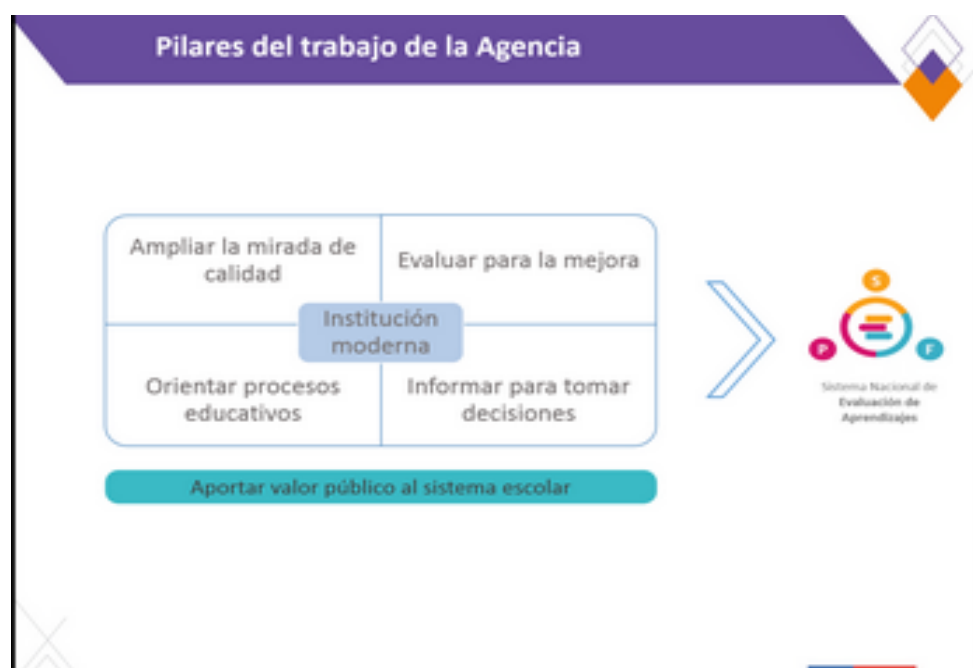 Pilares del trabajo de la Agencia
Ampliar la mirada de
calidad
Evaluar para la mejora
Institución
moderna
Orientar procesos
educativos
Informar para tomar
decisiones
Aportar valor público al sistema escolar
S
P
F
Sistema Nacional de
Evaluación de
Aprendizajes